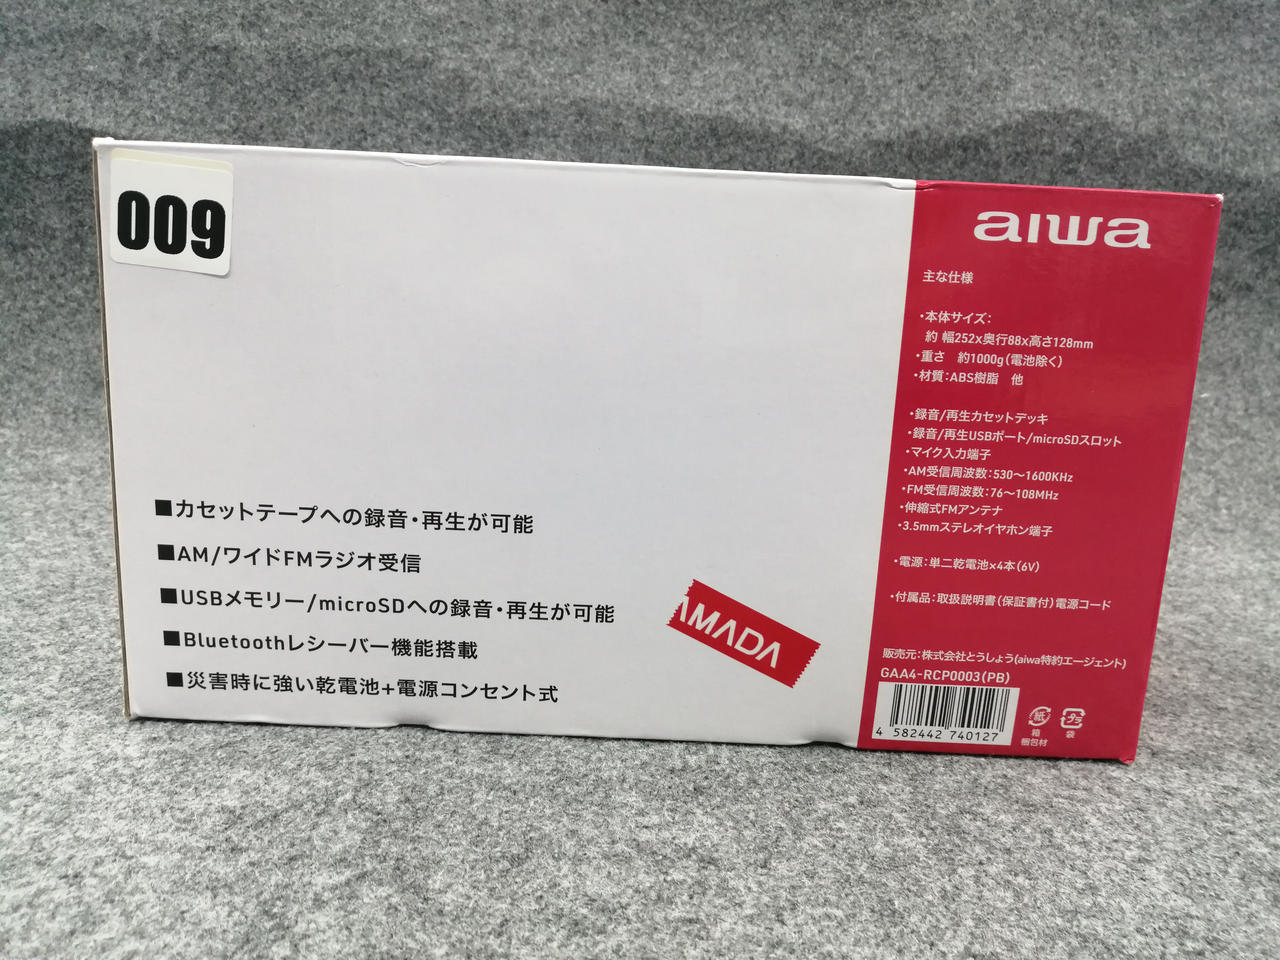 009
■カセットテープへの録音・再生が可能
■AM/ワイドFMラジオ受信
■USBメモリー/microSDへの録音・再生が可能
■Bluetoothレシーバー機能搭載
■災害時に強い乾電池+電源コンセント式
AMADA
aiwa
主な仕様
・本体サイズ：
約 幅252x奥行88x高さ128mm
・重さ 約1000g(電池除く)
・材質：ABS樹脂 他
・録音/再生カセットデッキ
・録音/再生USBポート/microSDスロット
・マイク入力端子
・AM受信周波数：530～1600KHz
・FM受信周波数：76～108MHz
・伸縮式FMアンテナ
・3.5mmステレオイヤホン端子
・電源：単二乾電池×4本(6V)
・付属品：取扱説明書(保証書付)電源コード
販売元：株式会社とうしょう(aiwa特約エージェント)
GAA4-RCP0003(PB)
4 582442 740127
紙 プラ
箱 袋
梱包材